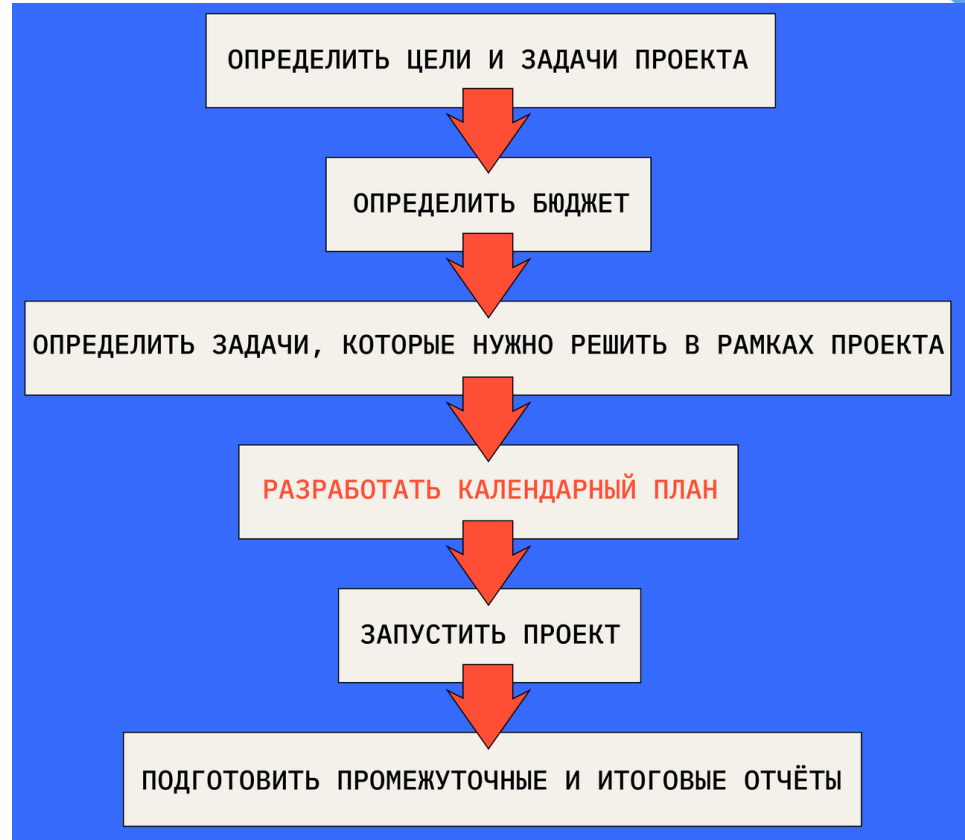 ОПРЕДЕЛИТЬ ЦЕЛИ И ЗАДАЧИ ПРОЕКТА
ОПРЕДЕЛИТЬ БЮДЖЕТ
ОПРЕДЕЛИТЬ ЗАДАЧИ, КОТОРЫЕ НУЖНО РЕШИТЬ В РАМКАХ ПРОЕКТА
РАЗРАБОТАТЬ КАЛЕНДАРНЫЙ ПЛАН
ЗАПУСТИТЬ ПРОЕКТ
ПОДГОТОВИТЬ ПРОМЕЖУТОЧНЫЕ И ИТОГОВЫЕ ОТЧЁТЫ